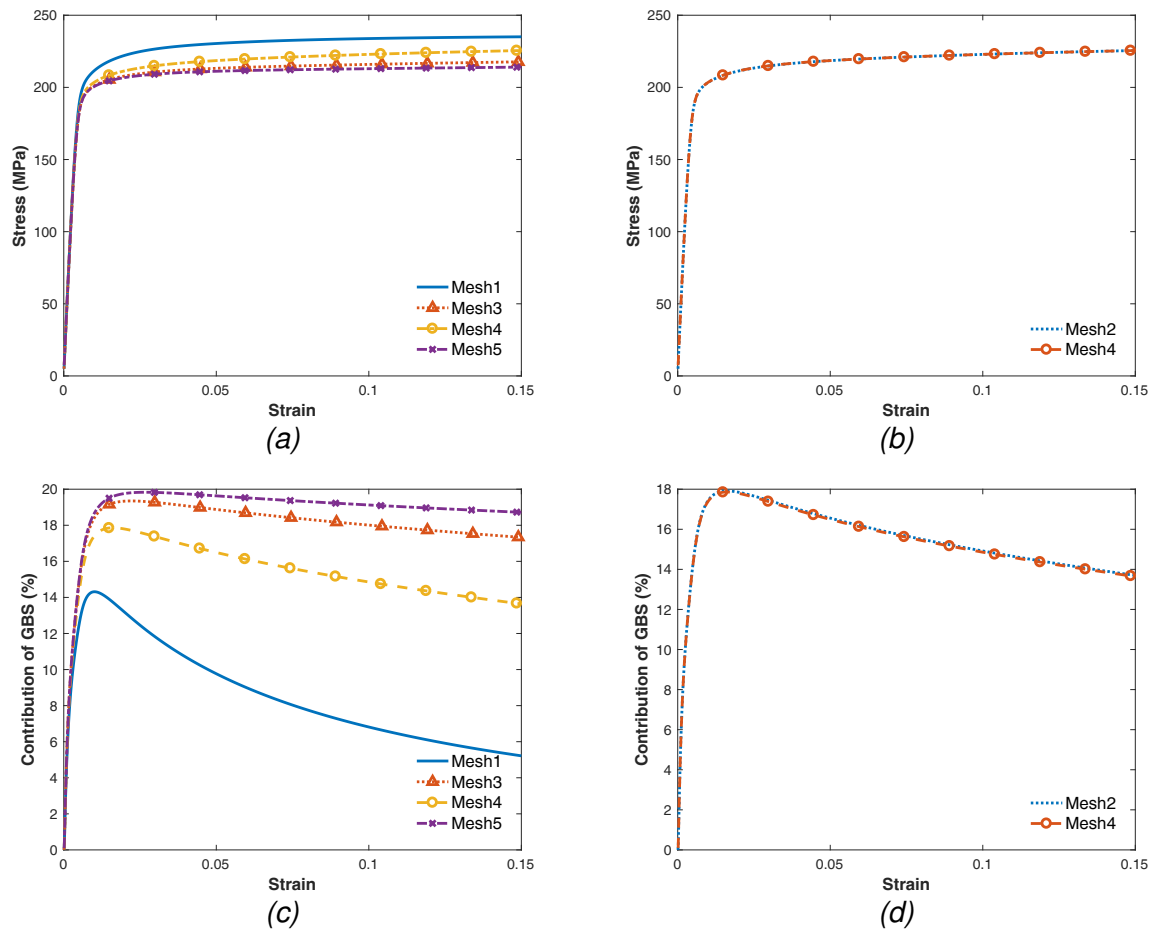 250
200
150
100
50
0
Stress (MPa)
0
0.05
0.1
0.15
Strain
Mesh1
Mesh3
Mesh4
Mesh5
(a)
250
200
150
100
50
0
Stress (MPa)
0
0.05
0.1
0.15
Strain
Mesh2
Mesh4
(b)
20
18
16
14
12
10
8
6
4
2
0
Contribution of GBS (%)
0
0.05
0.1
0.15
Strain
Mesh1
Mesh3
Mesh4
Mesh5
(c)
18
16
14
12
10
8
6
4
2
0
Contribution of GBS (%)
0
0.05
0.1
0.15
Strain
Mesh2
Mesh4
(d)